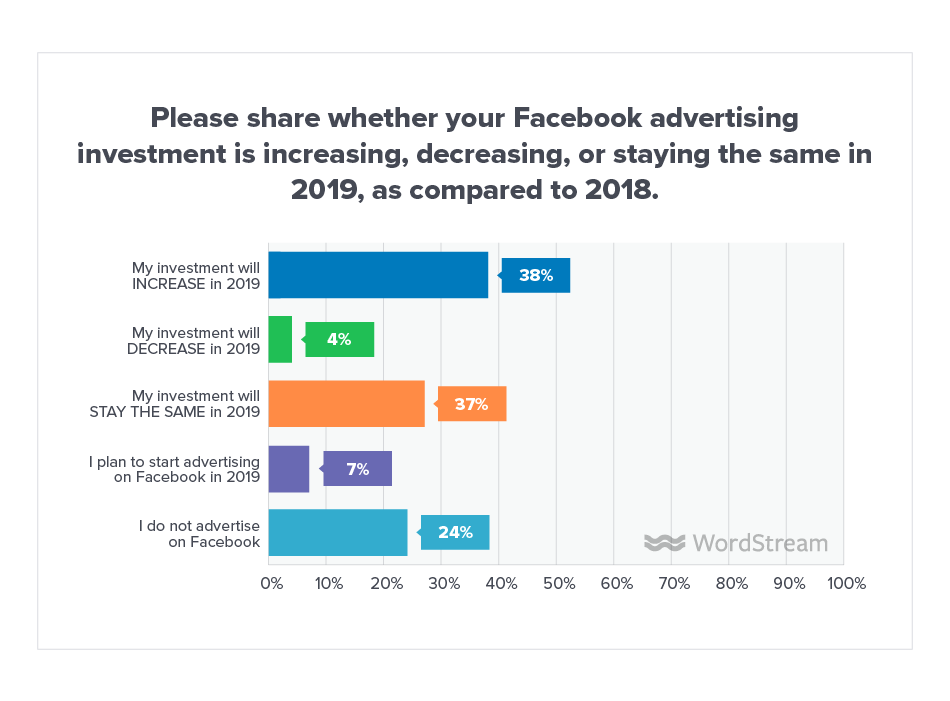 Please share whether your Facebook advertising
investment is increasing, decreasing, or staying the same in
2019, as compared to 2018.
My investment will
INCREASE in 2019
38%
My investment will
DECREASE in 2019
4%
My investment will
STAY THE SAME in 2019
37%
I plan to start advertising
on Facebook in 2019
7%
I do not advertise
on Facebook
24%
WordStream
0% 10% 20% 30% 40% 50% 60% 70% 80% 90% 100%